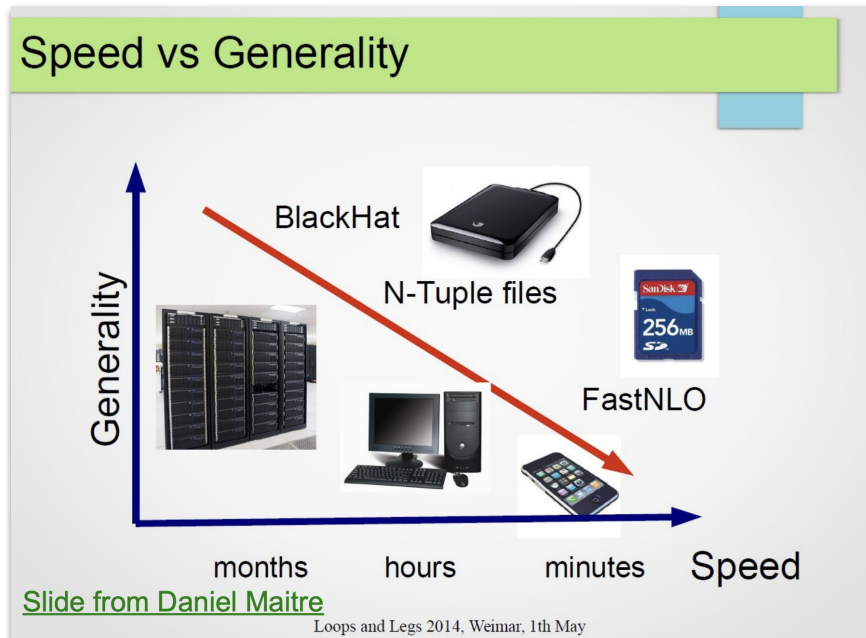 Speed vs Generality
BlackHat
N-Tuple files
SanDisk
Lock
256MB
SD
FastNLO
Generality
months
hours
minutes
Speed
Slide from Daniel Maitre
Loops and Legs 2014, Weimar, 1th May